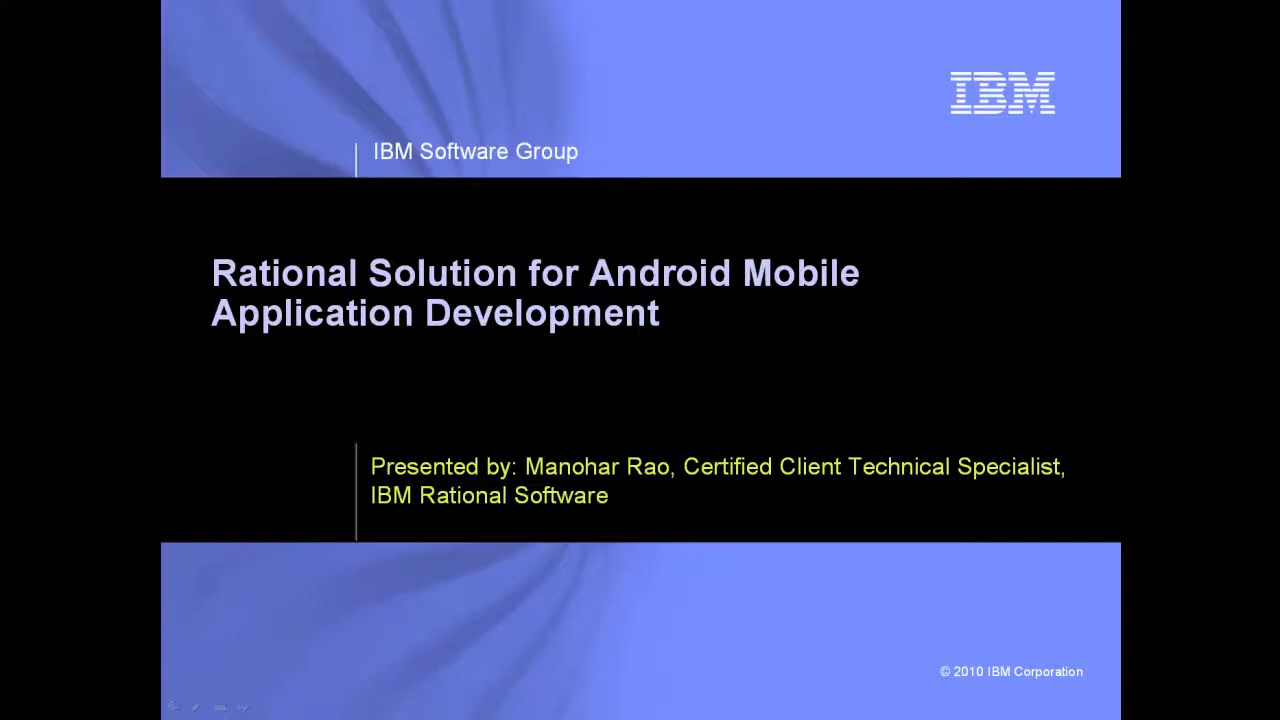 IBM
IBM Software Group
Rational Solution for Android Mobile
Application Development
Presented by: Manohar Rao, Certified Client Technical Specialist,
IBM Rational Software
© 2010 IBM Corporation